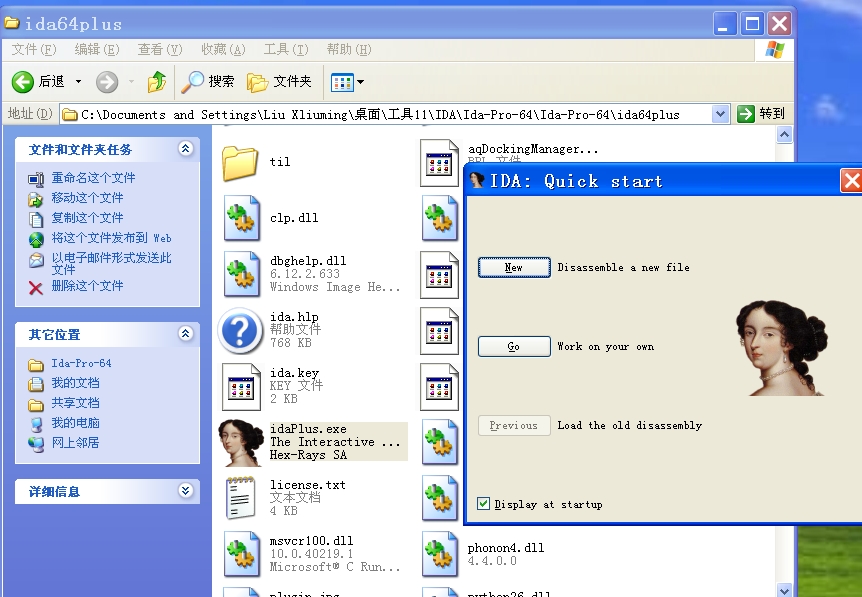 ida64plus
文件(F) 编辑(E) 查看(V) 收藏(A) 工具(T) 帮助(H)
后退 搜索 文件夹
地址(D) C:\Documents and Settings\Liu Xliuming\桌面\工具11\IDA\Ida-Pro-64\Ida-Pro-64\ida64plus 转到
文件和文件夹任务
重命名这个文件
移动这个文件
复制这个文件
将这个文件发布到 Web
以电子邮件形式发送此
文件
删除这个文件
其它位置
Ida-Pro-64
我的文档
共享文档
我的电脑
网上邻居
详细信息
til
clp.dll
dbghelp.dll
6.12.2.633
Windows Image He...
ida.hlp
帮助文件
768 KB
ida.key
KEY 文件
2 KB
idaPlus.exe
The Interactive ...
Hex-Rays SA
license.txt
文本文档
4 KB
msvcr100.dll
10.0.40219.1
Microsoft® C Run...
plugin.jpg
aqDockingManager...
BPL 文件
phonon4.dll
4.4.0.0
python26.dll
IDA: Quick start
New Disassemble a new file
Go Work on your own
Previous Load the old disassembly
Display at startup